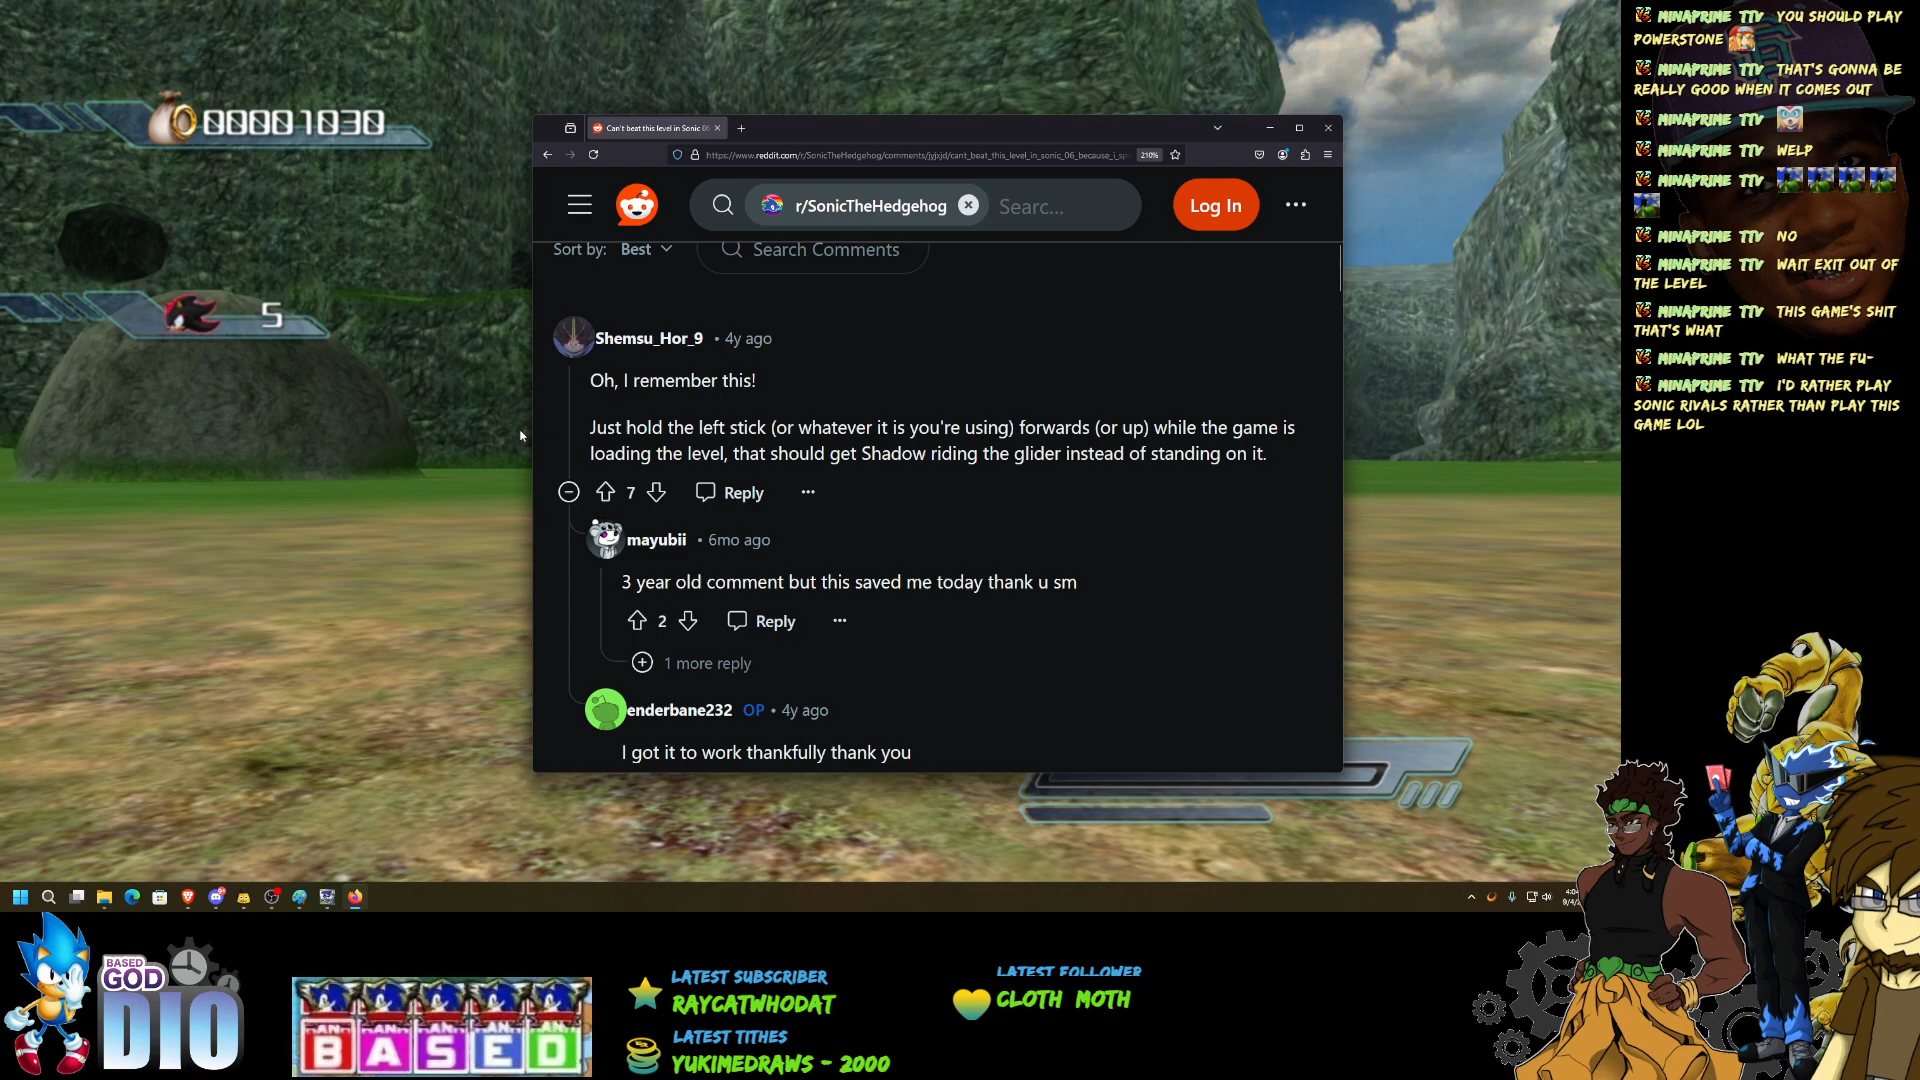 00001030
5
Can't beat this level in Sonic 06
https://www.reddit.com/r/SonicTheHedgehog/comments/jyjxjd/cant_beat_this_level_in_sonic_06_because_i_sp
210%
r/SonicTheHedgehog
Searc...
Log In
Sort by: Best
Search Comments
Shemsu_Hor_9 • 4y ago
Oh, I remember this!
Just hold the left stick (or whatever it is you're using) forwards (or up) while the game is
loading the level, that should get Shadow riding the glider instead of standing on it.
7 Reply
mayubii • 6mo ago
3 year old comment but this saved me today thank u sm
2 Reply
1 more reply
enderbane232 OP • 4y ago
I got it to work thankfully thank you
MINAPRIME TTV YOU SHOULD PLAY
POWERSTONE
MINAPRIME TTV THAT'S GONNA BE
REALLY GOOD WHEN IT COMES OUT
MINAPRIME TTV
MINAPRIME TTV WELP
MINAPRIME TTV
MINAPRIME TTV NO
MINAPRIME TTV WAIT EXIT OUT OF
THE LEVEL
MINAPRIME TTV THIS GAME'S SHIT
THAT'S WHAT
MINAPRIME TTV WHAT THE FU-
MINAPRIME TTV I'D RATHER PLAY
SONIC RIVALS RATHER THAN PLAY THIS
GAME LOL
BASED
GOD
DIO
AN AN AN AN AN
BASED
LATEST SUBSCRIBER
RAYCATWHODAT
LATEST TITHES
YUKIMEDRAWS - 2000
LATEST FOLLOWER
CLOTH MOTH